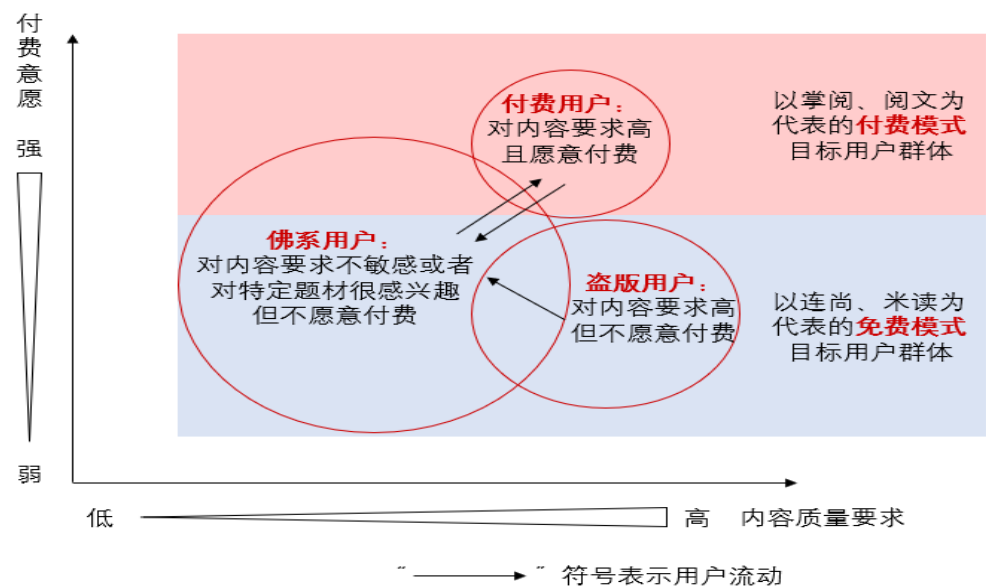 付
费
意
愿
强
弱
付费用户：
对内容要求高
且愿意付费
以掌阅、阅文为
代表的付费模式
目标用户群体
佛系用户：
对内容要求不敏感或者
对特定题材很感兴趣
但不愿意付费
盗版用户：
对内容要求高
但不愿意付费
以连尚、米读为
代表的免费模式
目标用户群体
低
高
内容质量要求
“ ” 符号表示用户流动